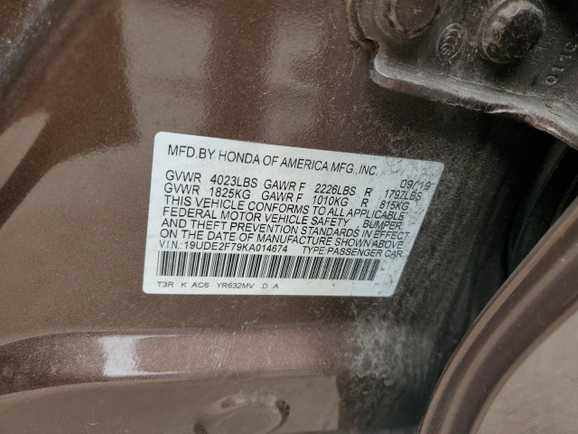 MFD.BY HONDA OF AMERICA MFG.,INC. 09/19
GVWR 4023LBS GAWR F 2226LBS R 1797LBS
GVWR 1825KG GAWR F 1010KG R 815KG
THIS VEHICLE CONFORMS TO ALL APPLICABLE
FEDERAL MOTOR VEHICLE SAFETY BUMPER,
AND THEFT PREVENTION STANDARDS IN EFFECT
ON THE DATE OF MANUFACTURE SHOWN ABOVE.
V.I.N.:19UDE2F79KA014674 TYPE:PASSENGER CAR
T3R K AC6 YR632MV D A